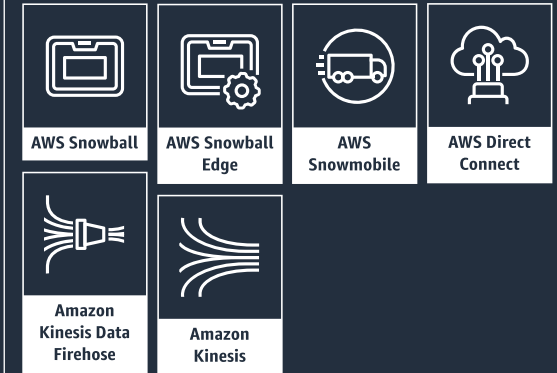 AWS Snowball
AWS Snowball
Edge
AWS
Snowmobile
AWS Direct
Connect
Amazon
Kinesis Data
Firehose
Amazon
Kinesis